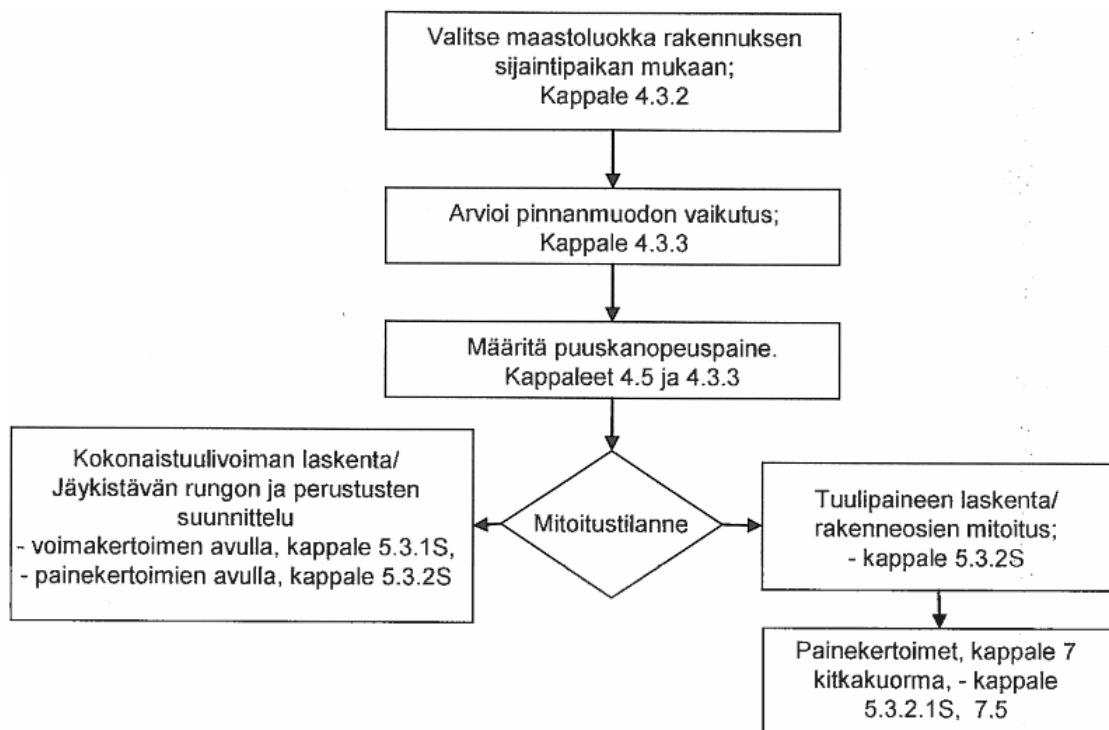 Valitse maastoluokka rakennuksen
sijaintipaikan mukaan;
Kappale 4.3.2
Arvioi pinnanmuodon vaikutus;
Kappale 4.3.3
Määritä puuskanopeuspaine.
Kappaleet 4.5 ja 4.3.3
Kokonaistuulivoiman laskenta/
Jäykistävän rungon ja perustusten
suunnittelu
- voimakertoimen avulla, kappale 5.3.1S,
- painekertoimien avulla, kappale 5.3.2S
Mitoitustilanne
Tuulipaineen laskenta/
rakenneosien mitoitus;
- kappale 5.3.2S
Painekertoimet, kappale 7
kitkakuorma, - kappale
5.3.2.1S, 7.5